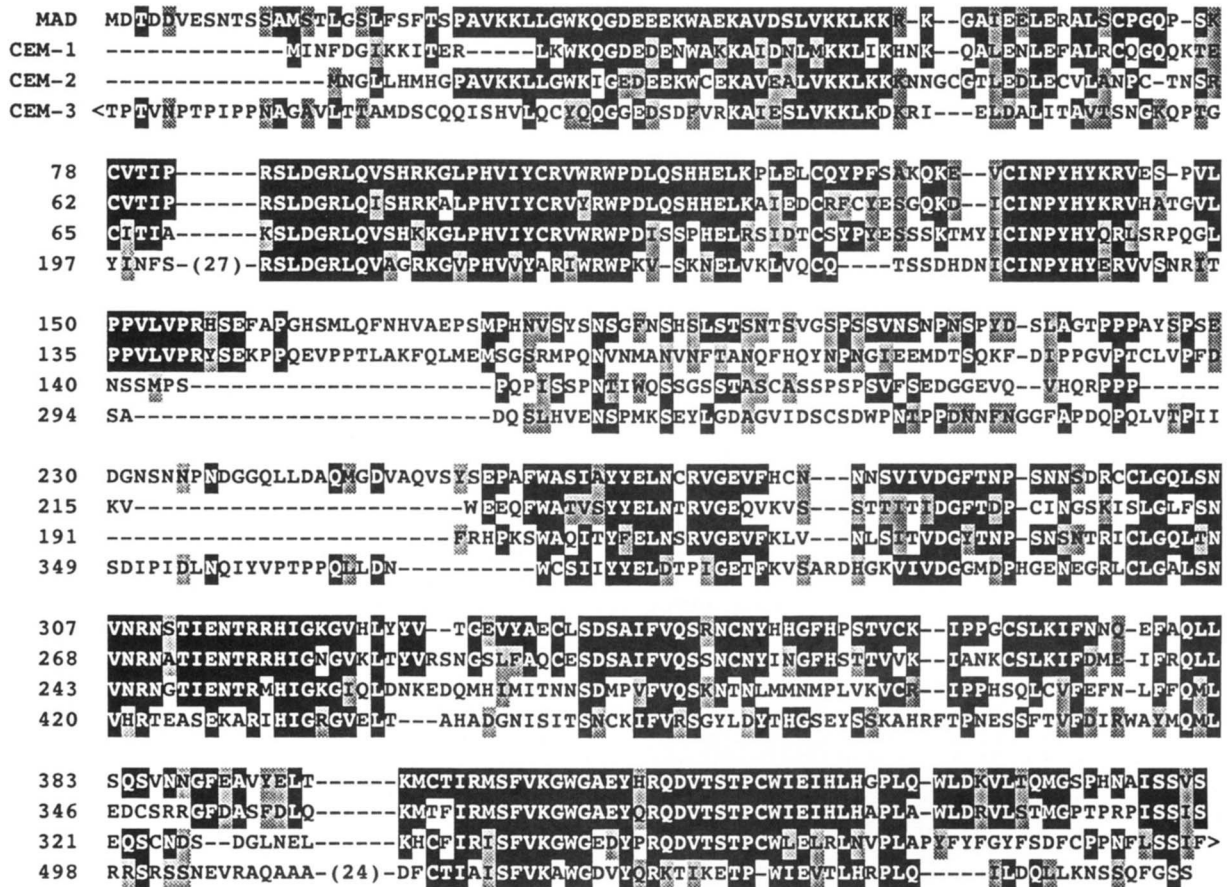 MAD MDTDDVESNTSSAMSTLGSLFSFTSPAVKKLLGWKQGDEEEKWAEKAVDSLVKKLKKR-K--GAIEELERALSCPGQP-SK
CEM-1 -------------MINFDGIKKITER------LKWKQGDEDENWAKKAIDNLMKKLIKHNK--QALENLEFALRCQGQQKTE
CEM-2 ----------------MNGLLHMHGPAVKKLLGWKIGEDEEKWCEKAVEALVKKLKKKNNGCGTLEDLECVLANPC-TNSR
CEM-3 <TPTVNPTPIPPNAGAVLTTAMDSCQQISHVLQCYQQGGEDSDFVRKAIESLVKKLKDKRI---ELDALITAVTSNGKQPTG
78 CVTIP------RSLDGRLQVSHRKGLPHVIYCRVWRWPDLQSHHELKPLELCQYPFSAKQKE--VCINPYHYKRVES-PVL
62 CVTIP------RSLDGRLQISHRKALPHVIYCRVYRWPDLQSHHELKAIEDCRFCYESGQKD--ICINPYHYKRVHATGVL
65 CITIA------KSLDGRLQVSHKKGLPHVIYCRVWRWPDISSPHELRSIDTCSYPYESSSKTMYICINPYHYQRLSRPQGL
197 YINFS-(27)-RSLDGRLQVAGRKGVPHVVYARIWRWPKV-SKNELVKLVQCQ----TSSDHDNICINPYHYERVVSNRIT
150 PPVLVPRHSEFAPGHSMLQFNHVAEPSMPHNVSYSNSGFNSHSLSTSNTSVGSPSSVNSNPNSPYD-SLAGTPPPAYSPSE
135 PPVLVPRYSEKPPQEVPPTLAKFQLMEMSGSRMPQNVNMANVNFTANQFHQYNPNGIEEMDTSQKF-DIPPGVPTCLVPFD
140 NSSMPS----------------------PQPISSPNTIWQSSGSSTASCASSPSPSVFSEDGGEVQ--VHQRPPP------
294 SA--------------------------DQSLHVENSPMKSEYLGDAGVIDSCSDWPNTPPDNNFNGGFAPDQPQLVTPII
230 DGNSNNPNDGGQLLDAQMGDVAQVSYSEPAFWASIAYYELNCRVGEVFHCN---NNSVIVDGFTNP-SNNSDRCCLGQLSN
215 KV------------------------WEEQFWATVSYYELNTRVGEQVKVS---STTITIDGFTDP-CINGSKISLGLFSN
191 -------------------------FRHPKSWAQITYFELNSRVGEVFKLV---NLSITVDGYTNP-SNSNTRICLGQLTN
349 SDIPIDLNQIYVPTPPQLLDN----------WCSIIYYELDTPIGETFKVSARDHGKVIVDGGMDPHGENEGRLCLGALSN
307 VNRNSTIENTRRHIGKGVHLYYV--TGEVYAECLSDSAIFVQSRNCNYHHGFHPSTVCK--IPPGCSLKIFNNQ-EFAQLL
268 VNRNATIENTRRHIGNGVKLTYVRSNGSLFAQCESDSAIFVQSSNCNYINGFHSTTVVK--IANKCSLKIFDME-IFRQLL
243 VNRNGTIENTRMHIGKGIQLDNKEDQMHIMITNNSDMPVFVQSKNTNLMMNMPLVKVCR--IPPHSQLCVFEFN-LFFQML
420 VHRTEASEKARIHIGRGVELT---AHADGNISITSNCKIFVRSGYLDYTHGSEYSSKAHRFTPNESSFTVFDIRWAYMQML
383 SQSVNNGFEAVYELT------KMCTIRMSFVKGWGAEYHRQDVTSTPCWIEIHLHGPLQ-WLDKVLTQMGSPHNAISSVS
346 EDCSRRGFDASFDLQ------KMTFIRMSFVKGWGAEYQRQDVTSTPCWIEIHLHAPLA-WLDRVLSTMGPTPRPISSIS
321 EQSCNDS--DGLNEL------KHCFIRISFVKGWGEDYPRQDVTSTPCWLELRLNVPLAPYFYFGYFSDFCPPNFLSSIF>
498 RRSRSSNEVRAQAAA-(24)-DFCTIAISFVKAWGDVYQRKTIKETP-WIEVTLHRPLQ----ILDQLLKNSSQFGSS